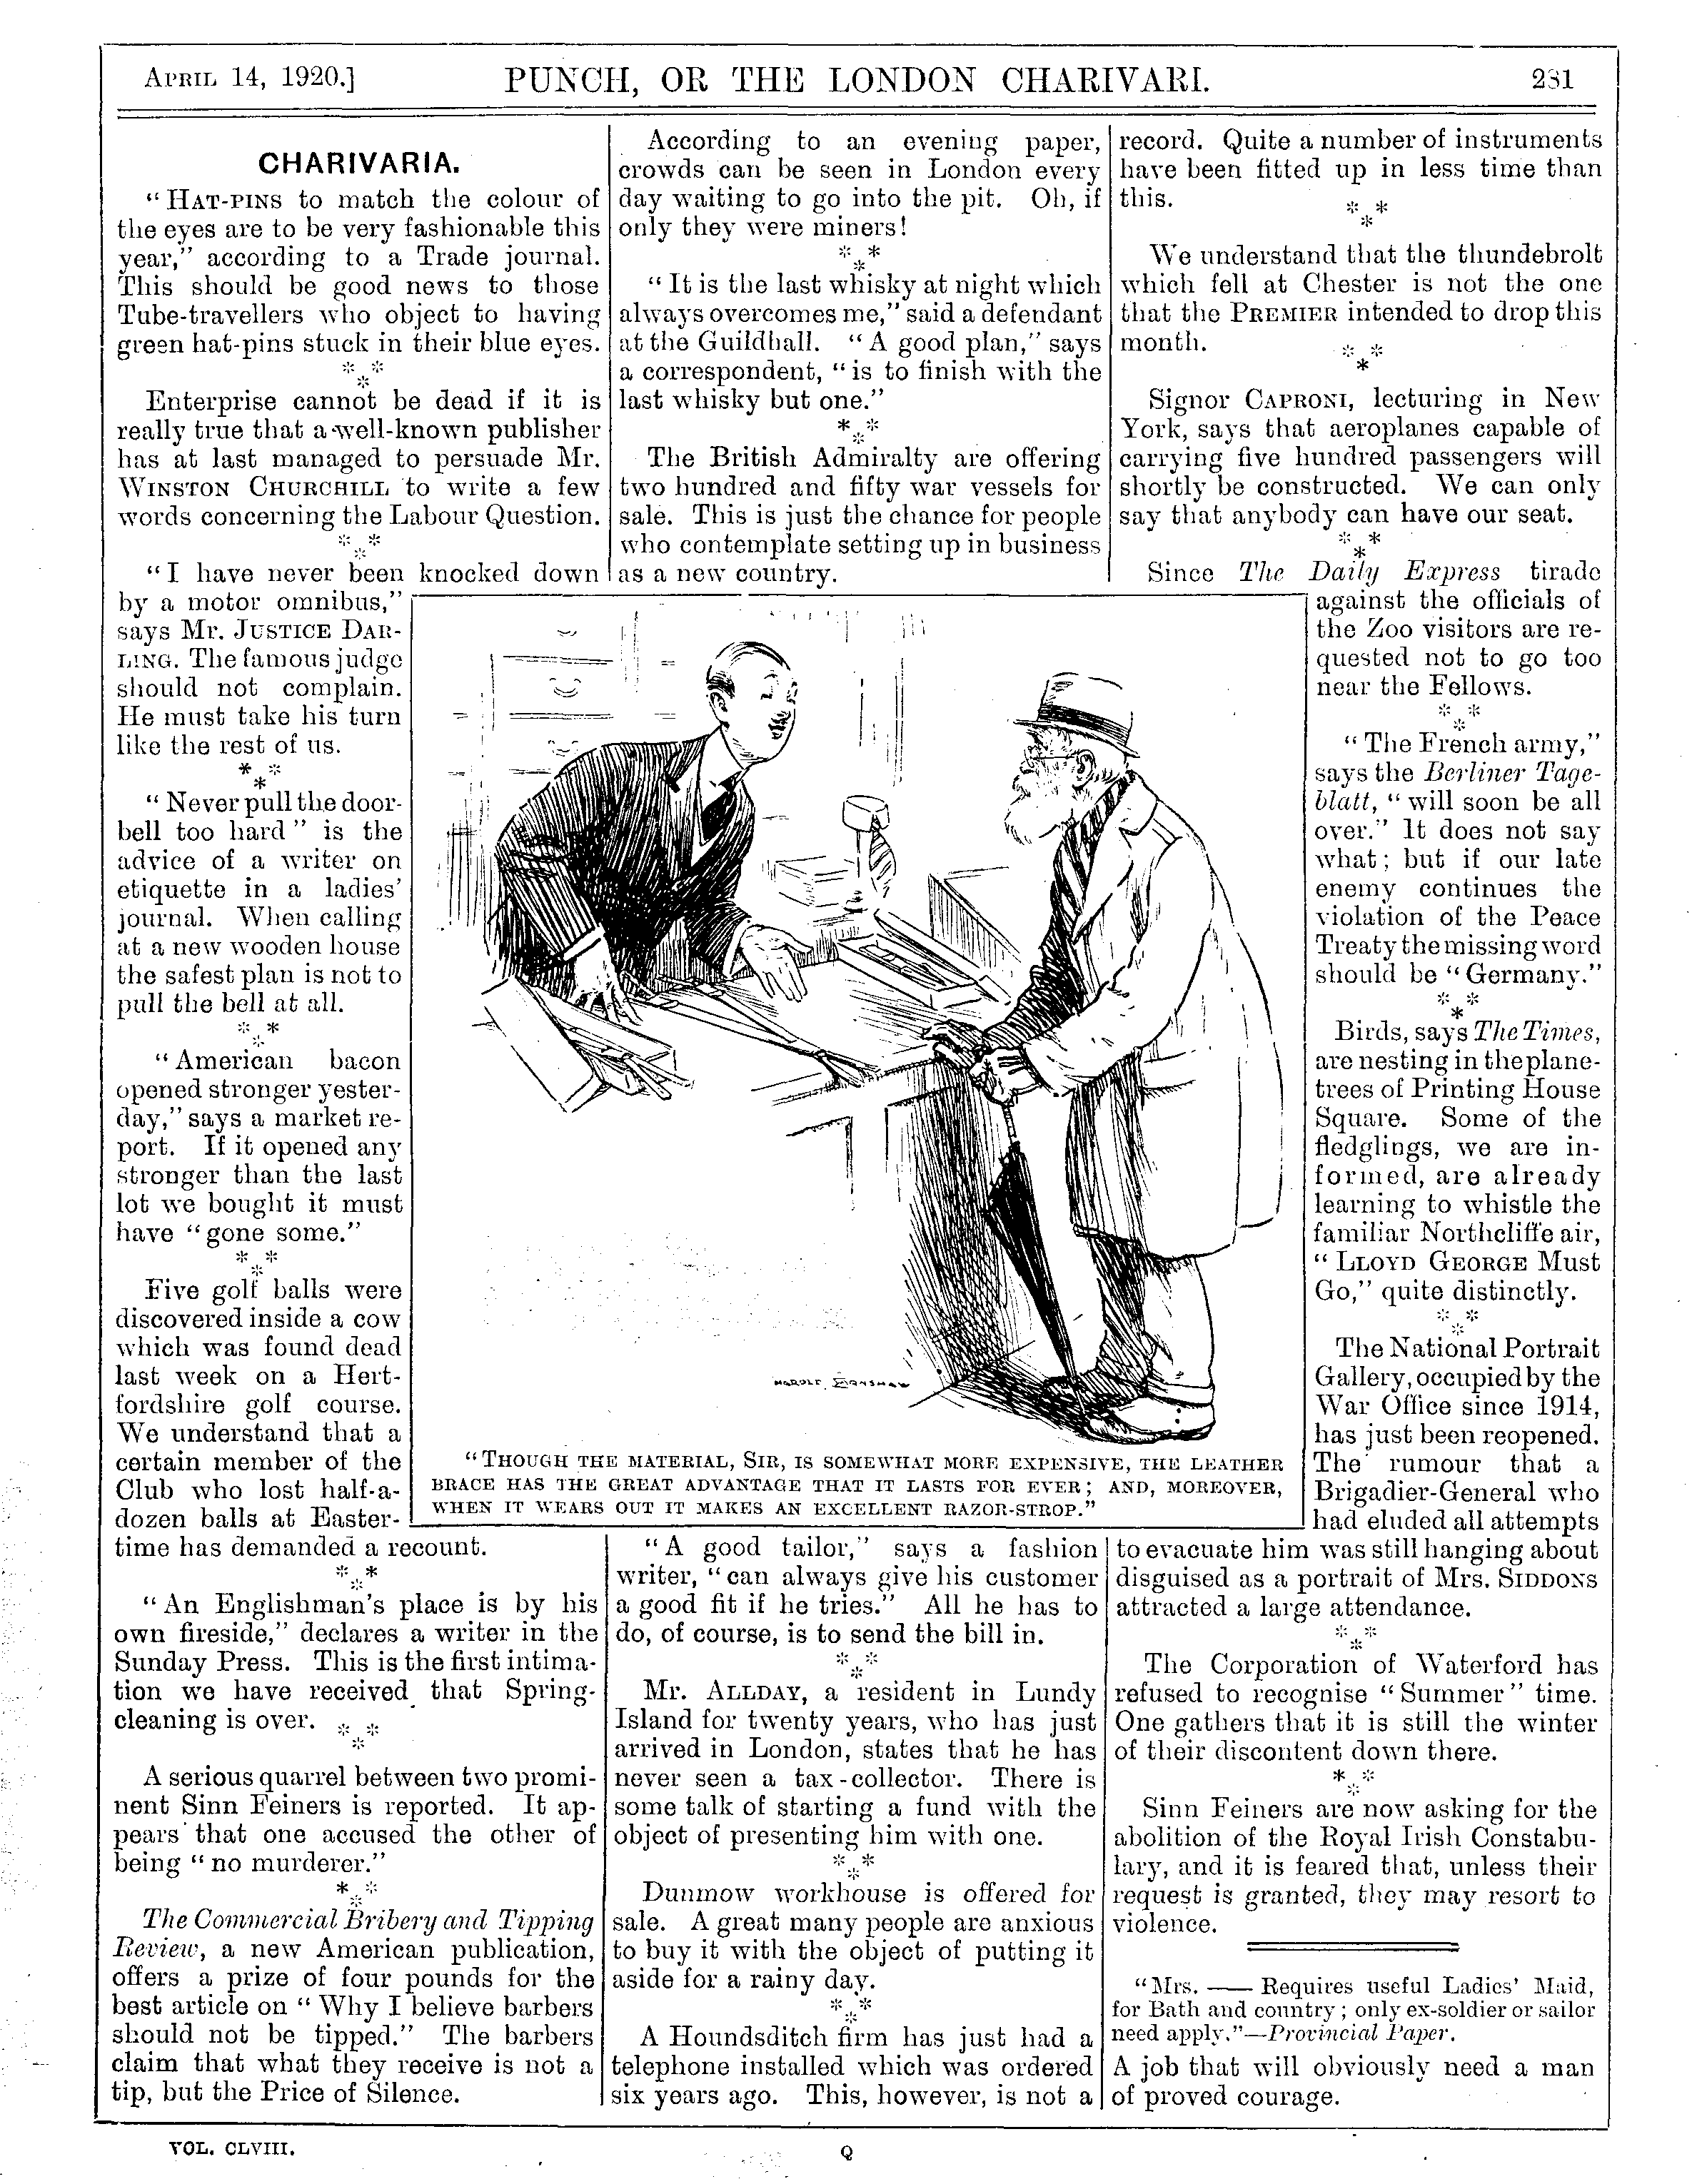 APRIL 14, 1920.] PUNCH, OR THE LONDON CHARIVARI. 281
CHARIVARIA.
“HAT-PINS to match the colour of
the eyes are to be very fashionable this
year,” according to a Trade journal.
This should be good news to those
Tube-travellers who object to having
green hat-pins stuck in their blue eyes.
* *
*
Enterprise cannot be dead if it is
really true that a well-known publisher
has at last managed to persuade Mr.
WINSTON CHURCHILL to write a few
words concerning the Labour Question.
* *
*
“I have never been knocked down
by a motor omnibus,”
says Mr. JUSTICE DAR-
LING. The famous judge
should not complain.
He must take his turn
like the rest of us.
* *
*
“Never pull the door-
bell too hard” is the
advice of a writer on
etiquette in a ladies’
journal. When calling
at a new wooden house
the safest plan is not to
pull the bell at all.
* *
*
“American bacon
opened stronger yester-
day,” says a market re-
port. If it opened any
stronger than the last
lot we bought it must
have “gone some.”
* *
*
Five golf balls were
discovered inside a cow
which was found dead
last week on a Hert-
fordshire golf course.
We understand that a
certain member of the
Club who lost half-a-
dozen balls at Easter-
time has demanded a recount.
* *
*
“An Englishman’s place is by his
own fireside,” declares a writer in the
Sunday Press. This is the first intima-
tion we have received that Spring-
cleaning is over.
* *
*
A serious quarrel between two promi-
nent Sinn Feiners is reported. It ap-
pears that one accused the other of
being “no murderer.”
* *
*
The Commercial Bribery and Tipping
Review, a new American publication,
offers a prize of four pounds for the
best article on “Why I believe barbers
should not be tipped.” The barbers
claim that what they receive is not a
tip, but the Price of Silence.
According to an evening paper,
crowds can be seen in London every
day waiting to go into the pit. Oh, if
only they were miners!
* *
*
“It is the last whisky at night which
always overcomes me,” said a defendant
at the Guildhall. “A good plan,” says
a correspondent, “is to finish with the
last whisky but one.”
* *
*
The British Admiralty are offering
two hundred and fifty war vessels for
sale. This is just the chance for people
who contemplate setting up in business
as a new country.
HAROLD EARNSHAW
“THOUGH THE MATERIAL, SIR, IS SOMEWHAT MORE EXPENSIVE, THE LEATHER
BRACE HAS THE GREAT ADVANTAGE THAT IT LASTS FOR EVER; AND, MOREOVER,
WHEN IT WEARS OUT IT MAKES AN EXCELLENT RAZOR-STROP.”
“A good tailor,” says a fashion
writer, “can always give his customer
a good fit if he tries.” All he has to
do, of course, is to send the bill in.
* *
*
Mr. ALLDAY, a resident in Lundy
Island for twenty years, who has just
arrived in London, states that he has
never seen a tax-collector. There is
some talk of starting a fund with the
object of presenting him with one.
* *
*
Dunmow workhouse is offered for
sale. A great many people are anxious
to buy it with the object of putting it
aside for a rainy day.
* *
*
A Houndsditch firm has just had a
telephone installed which was ordered
six years ago. This, however, is not a
record. Quite a number of instruments
have been fitted up in less time than
this.
* *
*
We understand that the thundebrolt
which fell at Chester is not the one
that the PREMIER intended to drop this
month.
* *
*
Signor CAPRONI, lecturing in New
York, says that aeroplanes capable of
carrying five hundred passengers will
shortly be constructed. We can only
say that anybody can have our seat.
* *
*
Since The Daily Express tirade
against the officials of
the Zoo visitors are re-
quested not to go too
near the Fellows.
* *
*
“The French army,”
says the Berliner Tage-
blatt, “will soon be all
over.” It does not say
what; but if our late
enemy continues the
violation of the Peace
Treaty the missing word
should be “Germany.”
* *
*
Birds, says The Times,
are nesting in the plane-
trees of Printing House
Square. Some of the
fledglings, we are in-
formed, are already
learning to whistle the
familiar Northcliffe air,
“LLOYD GEORGE Must
Go,” quite distinctly.
* *
*
The National Portrait
Gallery, occupied by the
War Office since 1914,
has just been reopened.
The rumour that a
Brigadier-General who
had eluded all attempts
to evacuate him was still hanging about
disguised as a portrait of Mrs. SIDDONS
attracted a large attendance.
* *
*
The Corporation of Waterford has
refused to recognise “Summer” time.
One gathers that it is still the winter
of their discontent down there.
* *
*
Sinn Feiners are now asking for the
abolition of the Royal Irish Constabu-
lary, and it is feared that, unless their
request is granted, they may resort to
violence.
“Mrs. —— Requires useful Ladies’ Maid,
for Bath and country; only ex-soldier or sailor
need apply.”—Provincial Paper.
A job that will obviously need a man
of proved courage.
VOL. CLVIII. Q